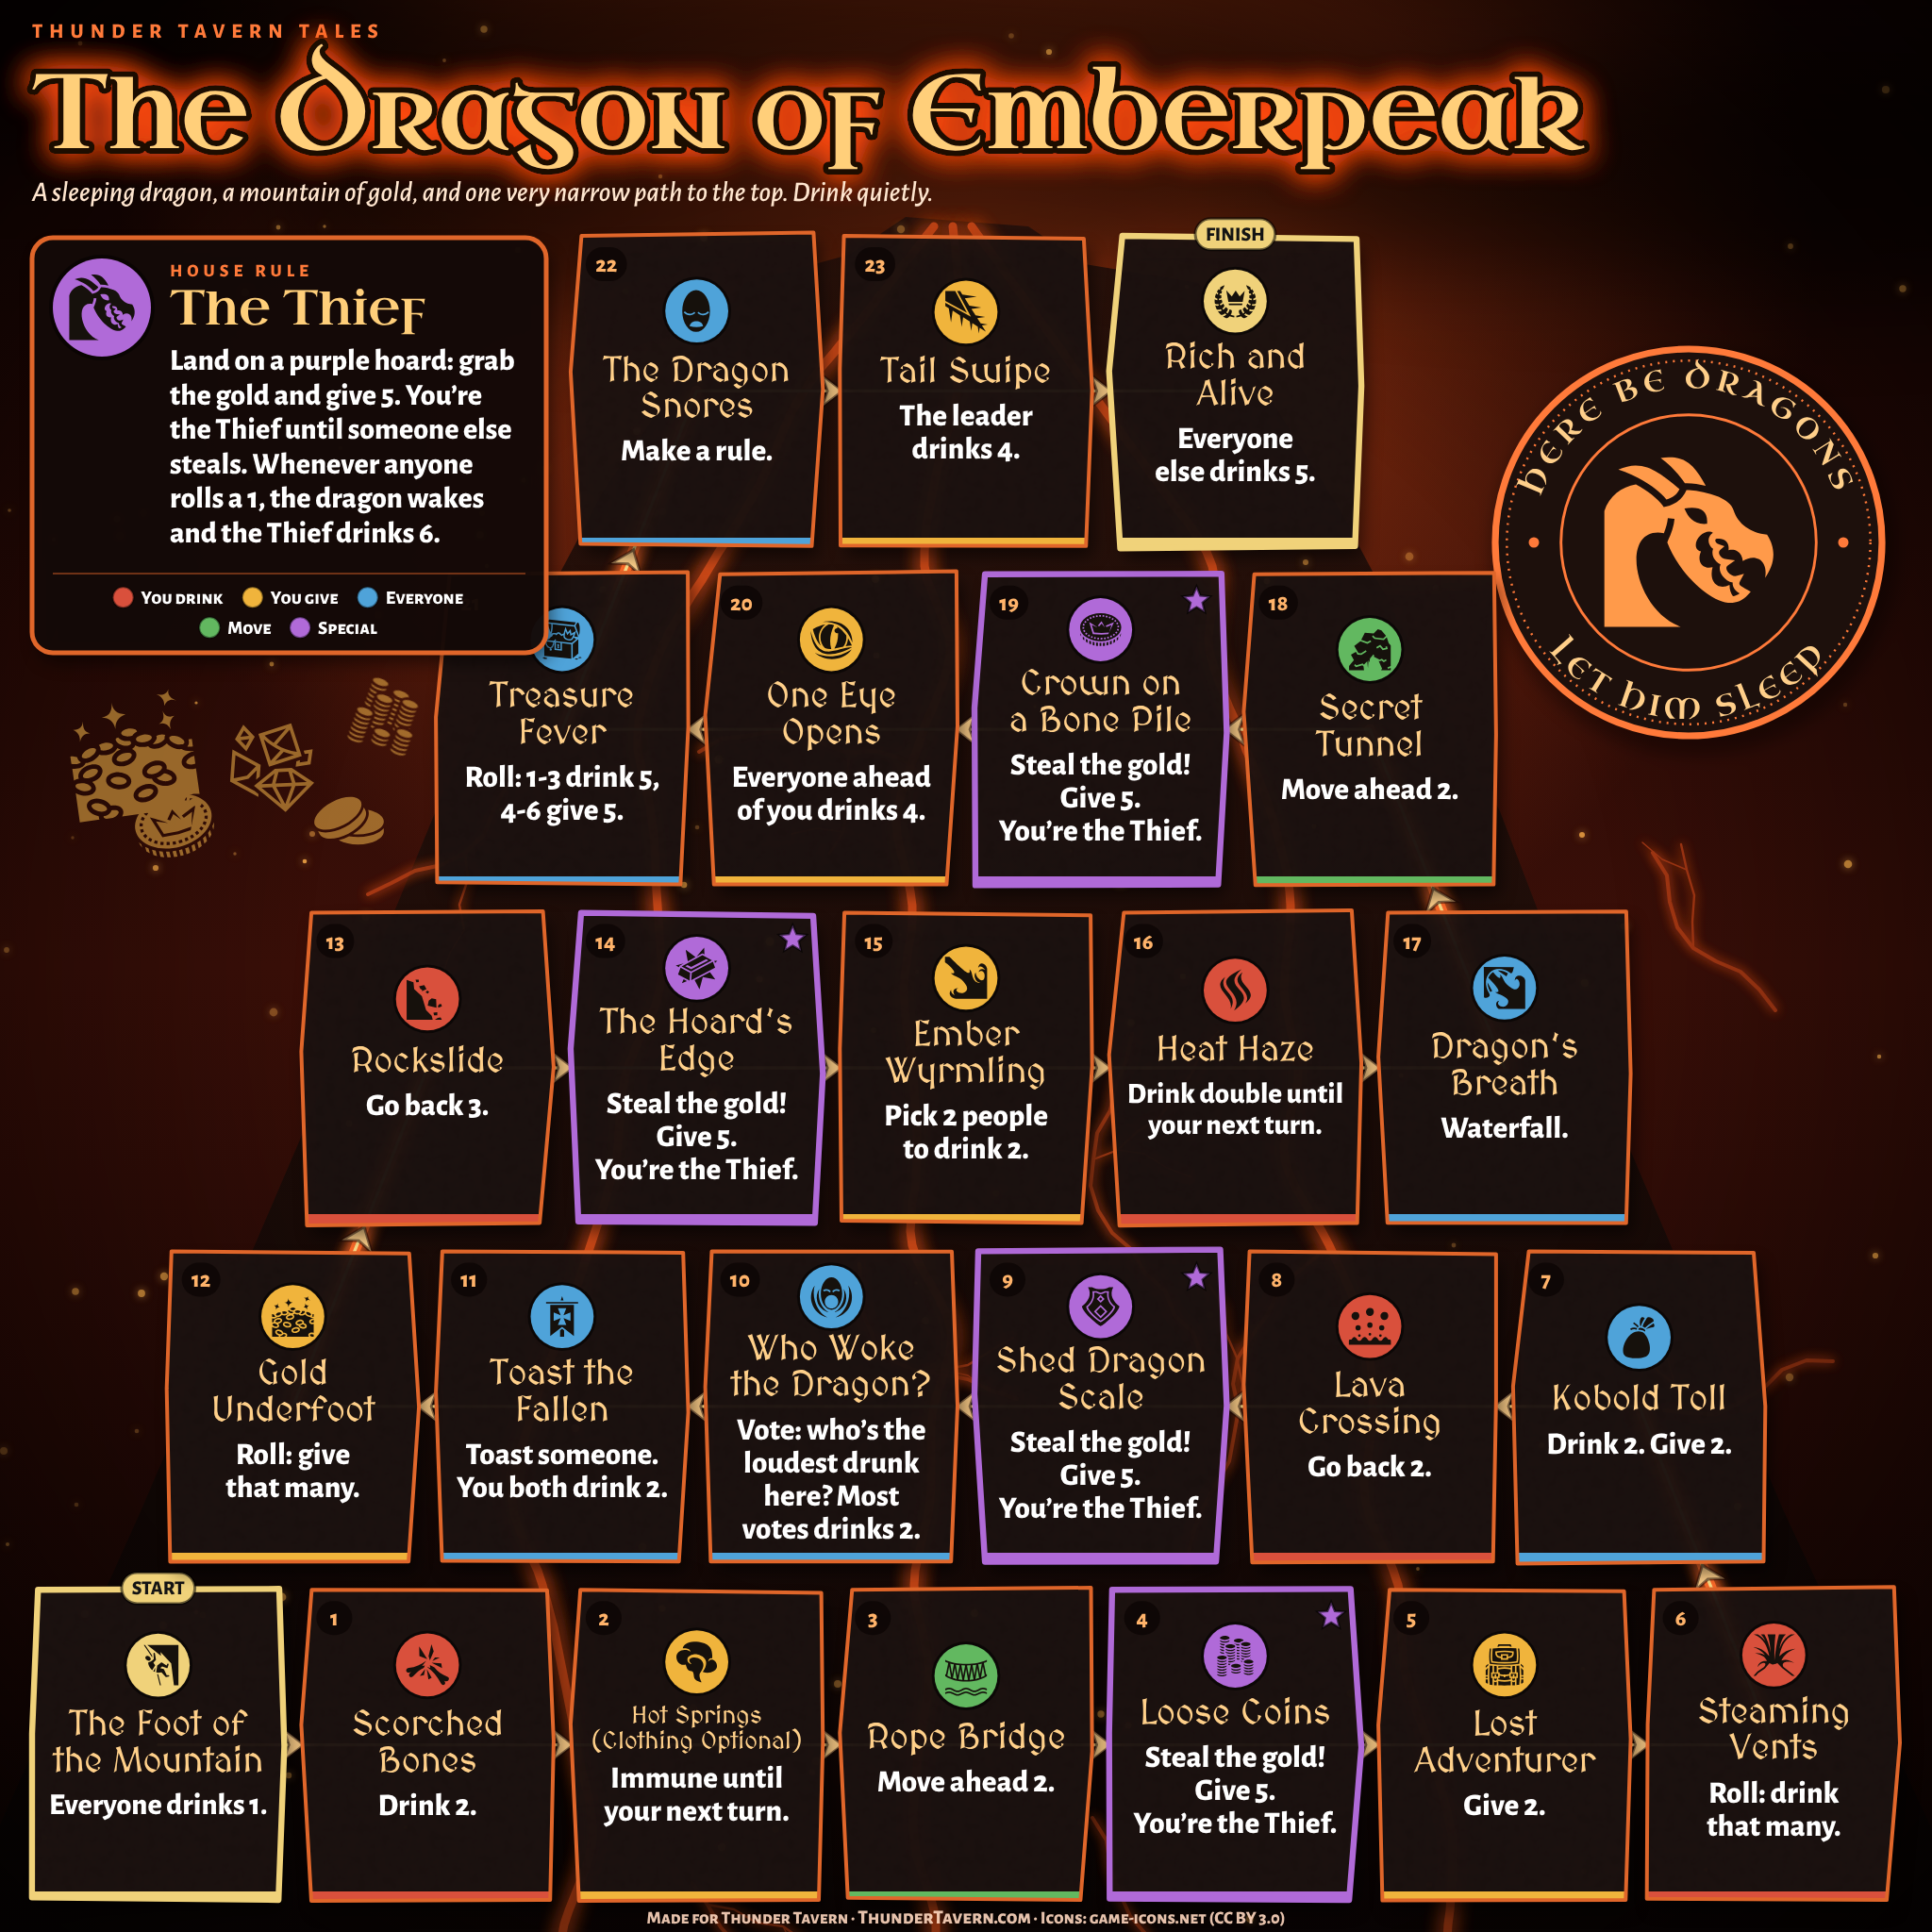 THUNDER TAVERN TALES
The Dragon of Emberpeak
A sleeping dragon, a mountain of gold, and one very narrow path to the top. Drink quietly.
HOUSE RULE
The Thief
Land on a purple hoard: grab
the gold and give 5. You're
the Thief until someone else
steals. Whenever anyone
rolls a 1, the dragon wakes
and the Thief drinks 6.
You drink
You give
Everyone
Move
Special
22
The Dragon
Snores
Make a rule.
23
Tail Swipe
The leader
drinks 4.
FINISH
Rich and
Alive
Everyone
else drinks 5.
HERE BE DRAGONS
LET HIM SLEEP
Treasure
Fever
Roll: 1-3 drink 5,
4-6 give 5.
20
One Eye
Opens
Everyone ahead
of you drinks 4.
19
Crown on
a Bone Pile
Steal the gold!
Give 5.
You're the Thief.
18
Secret
Tunnel
Move ahead 2.
13
Rockslide
Go back 3.
14
The Hoard's
Edge
Steal the gold!
Give 5.
You're the Thief.
15
Ember
Wyrmling
Pick 2 people
to drink 2.
16
Heat Haze
Drink double until
your next turn.
17
Dragon's
Breath
Waterfall.
12
Gold
Underfoot
Roll: give
that many.
11
Toast the
Fallen
Toast someone.
You both drink 2.
10
Who Woke
the Dragon?
Vote: who's the
loudest drunk
here? Most
votes drinks 2.
9
Shed Dragon
Scale
Steal the gold!
Give 5.
You're the Thief.
8
Lava
Crossing
Go back 2.
7
Kobold Toll
Drink 2. Give 2.
START
The Foot of
the Mountain
Everyone drinks 1.
1
Scorched
Bones
Drink 2.
2
Hot Springs
(Clothing Optional)
Immune until
your next turn.
3
Rope Bridge
Move ahead 2.
4
Loose Coins
Steal the gold!
Give 5.
You're the Thief.
5
Lost
Adventurer
Give 2.
6
Steaming
Vents
Roll: drink
that many.
Made for Thunder Tavern · ThunderTavern.com · Icons: game-icons.net (CC BY 3.0)